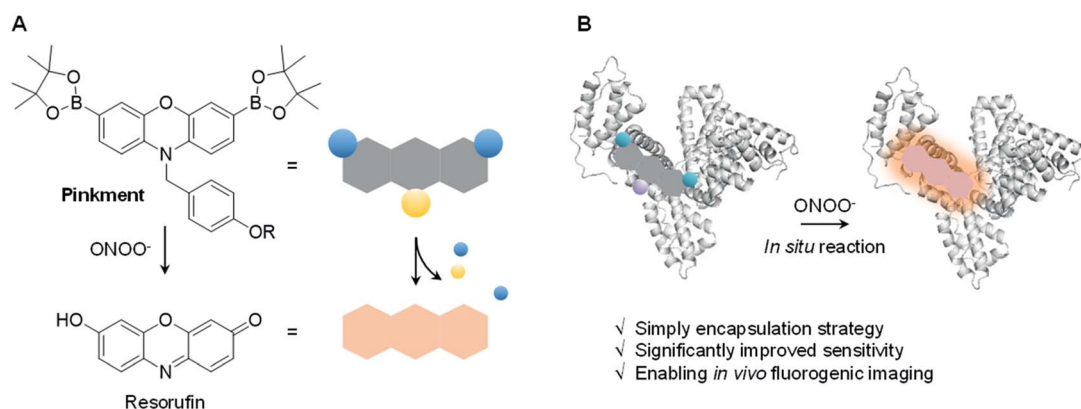 A
B
O
O
B
O
B
O
O
N
Pinkment
OR
=
ONOO-
HO
O
O
N
Resorufin
=
ONOO-
In situ reaction
√ Simply encapsulation strategy
√ Significantly improved sensitivity
√ Enabling in vivo fluorogenic imaging